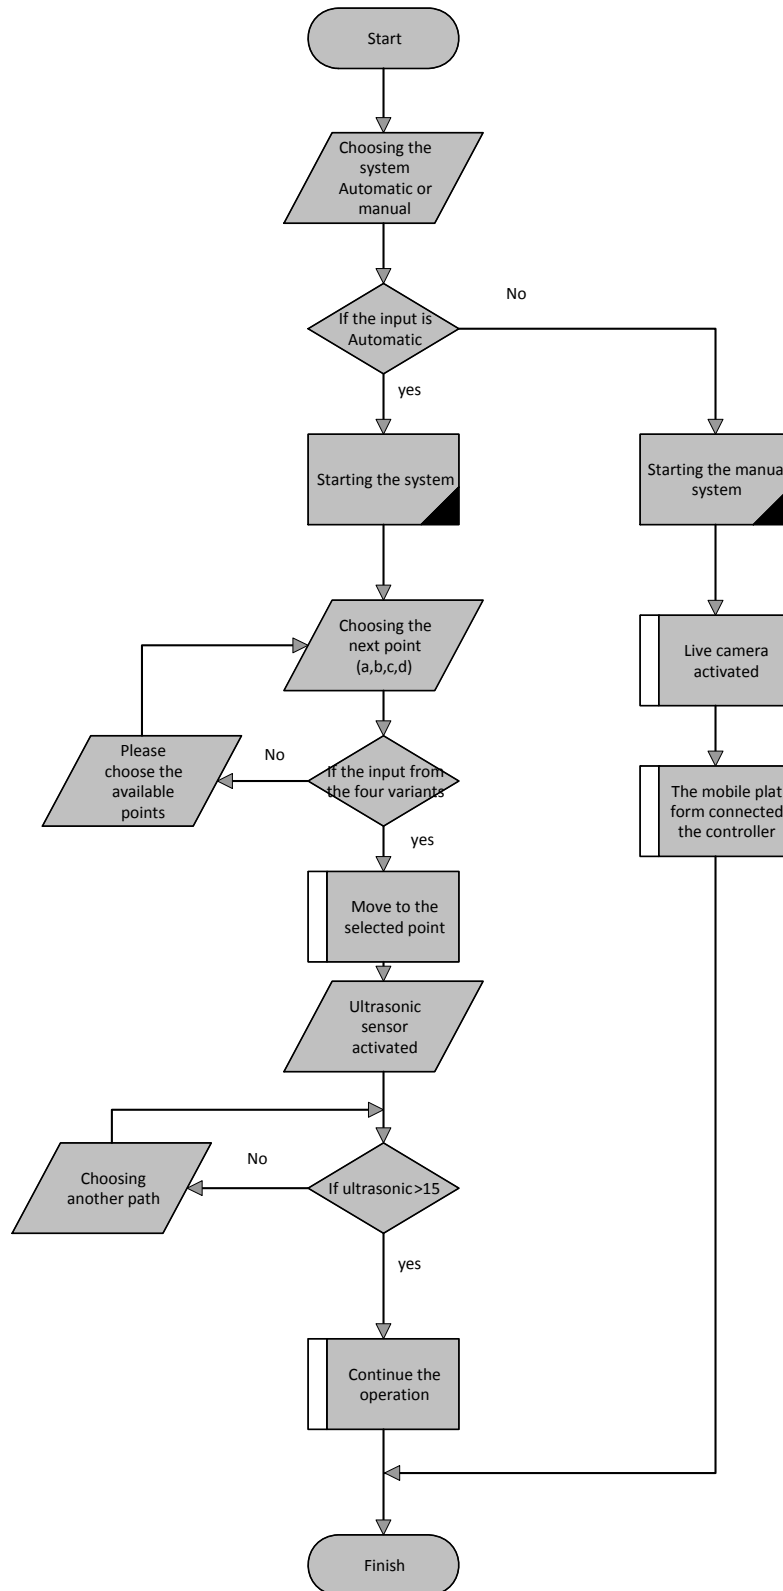 Start
Choosing the
system
Automatic or
manual
If the input is
Automatic
No
yes
Starting the system
Starting the manua
system
Choosing the
next point
(a,b,c,d)
Live camera
activated
Please
choose the
available
points
No
If the input from
the four variants
The mobile plat
form connected
the controller
yes
Move to the
selected point
Ultrasonic
sensor
activated
Choosing
another path
No
If ultrasonic>15
yes
Continue the
operation
Finish